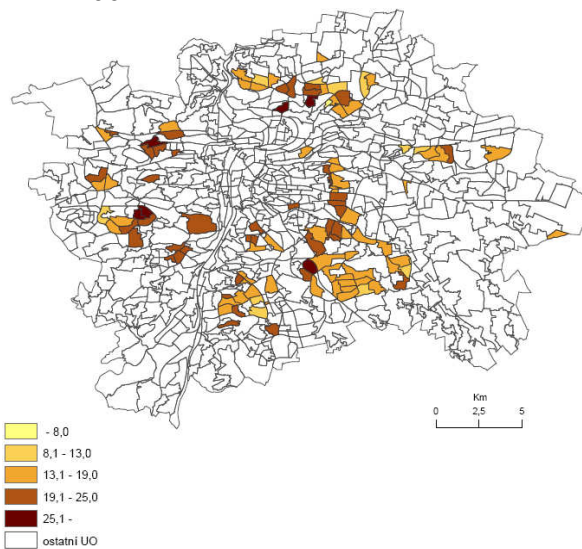 Km
0 2,5 5
- 8,0
8,1 - 13,0
13,1 - 19,0
19,1 - 25,0
25,1 -
ostatní UO